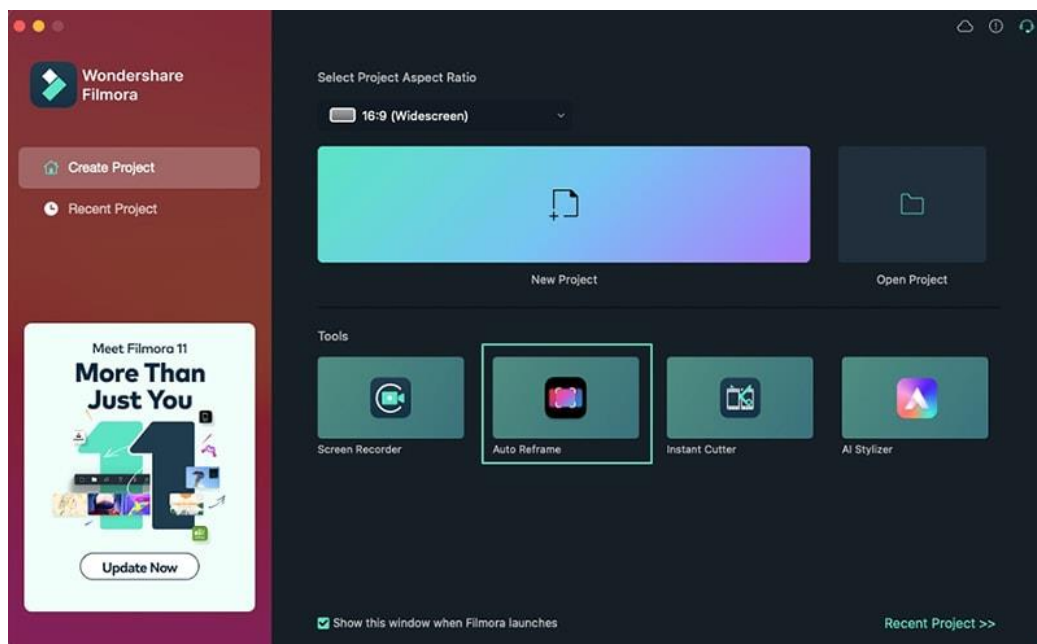 Wondershare
Filmora
Create Project
Recent Project
Meet Filmora 11
More Than
Just You
11
Update Now
Select Project Aspect Ratio
16:9 (Widescreen)
New Project
Open Project
Tools
Screen Recorder
Auto Reframe
Instant Cutter
AI Stylizer
Show this window when Filmora launches
Recent Project >>